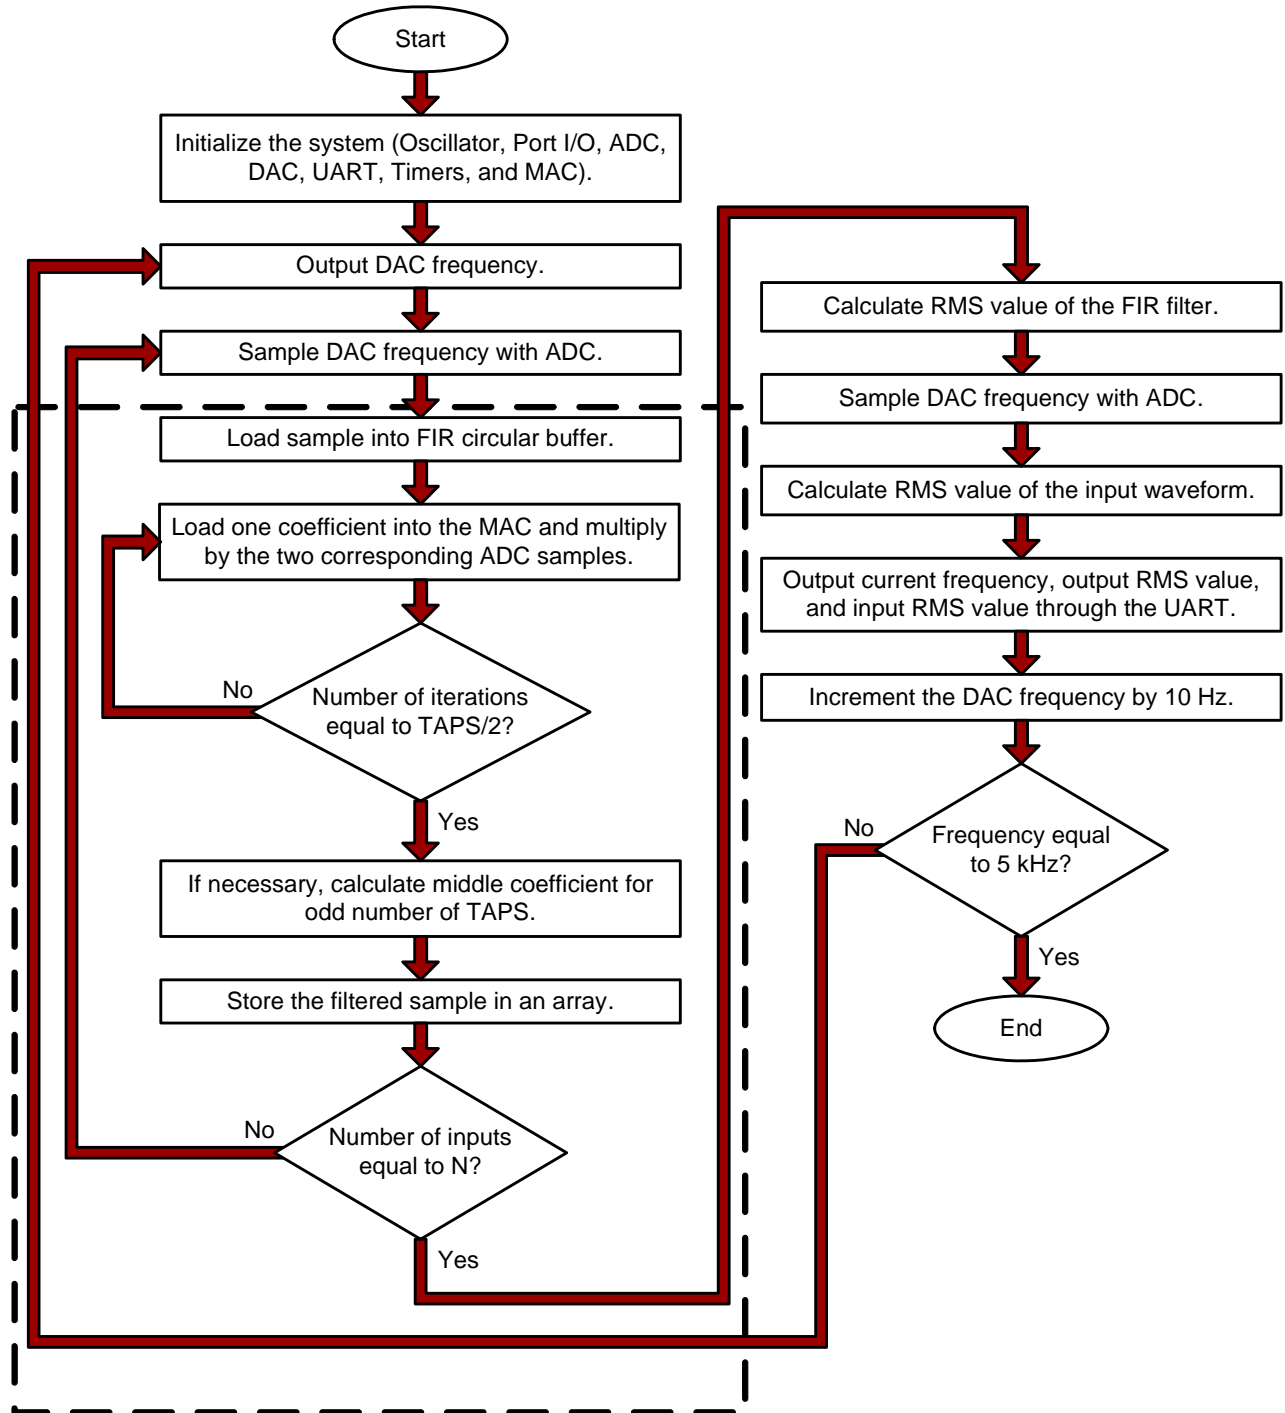 Start
Initialize the system (Oscillator, Port I/O, ADC,
DAC, UART, Timers, and MAC).
Output DAC frequency.
Sample DAC frequency with ADC.
Load sample into FIR circular buffer.
Load one coefficient into the MAC and multiply
by the two corresponding ADC samples.
No
Number of iterations
equal to TAPS/2?
Yes
If necessary, calculate middle coefficient for
odd number of TAPS.
Store the filtered sample in an array.
No
Number of inputs
equal to N?
Yes
Calculate RMS value of the FIR filter.
Sample DAC frequency with ADC.
Calculate RMS value of the input waveform.
Output current frequency, output RMS value,
and input RMS value through the UART.
Increment the DAC frequency by 10 Hz.
No
Frequency equal
to 5 kHz?
Yes
End